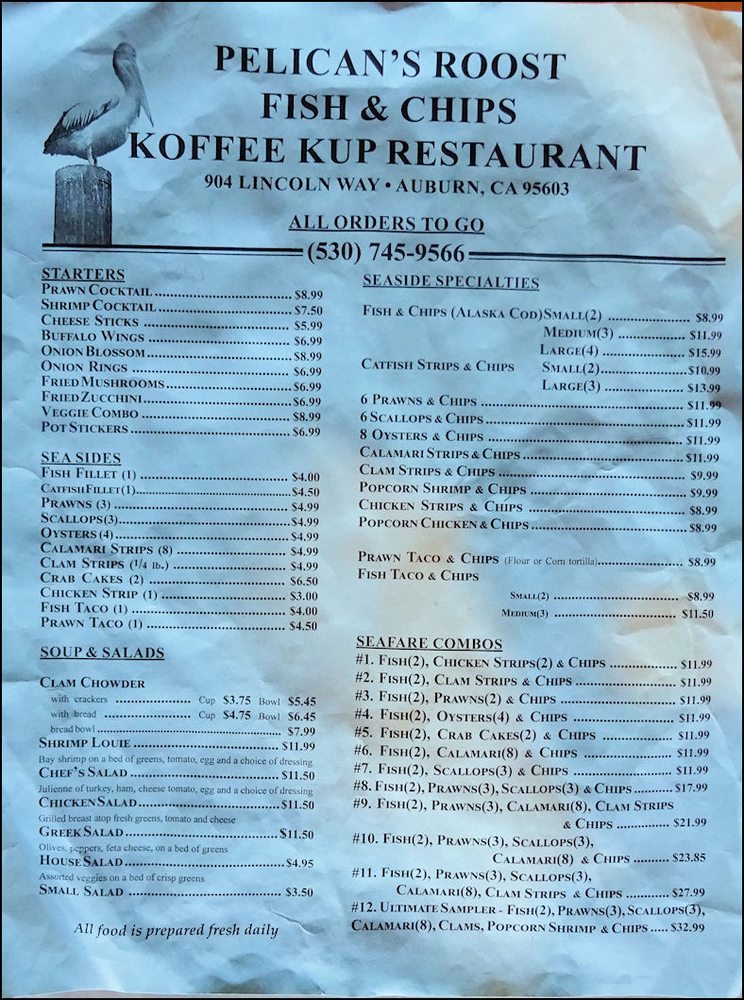 PELICAN'S ROOST
FISH & CHIPS
KOFFEE KUP RESTAURANT
904 LINCOLN WAY • AUBURN, CA 95603
ALL ORDERS TO GO
(530) 745-9566
STARTERS
PRAWN COCKTAIL ... $8.99
SHRIMP COCKTAIL ... $7.50
CHEESE STICKS ... $5.99
BUFFALO WINGS ... $6.99
ONION BLOSSOM ... $8.99
ONION RINGS ... $6.99
FRIED MUSHROOMS ... $6.99
FRIED ZUCCHINI ... $6.99
VEGGIE COMBO ... $8.99
POT STICKERS ... $6.99
SEA SIDES
FISH FILLET (1) ... $4.00
CATFISH FILLET(1) ... $4.50
PRAWNS (3) ... $4.99
SCALLOPS(3) ... $4.99
OYSTERS (4) ... $4.99
CALAMARI STRIPS (8) ... $4.99
CLAM STRIPS (1/4 lb.) ... $4.99
CRAB CAKES (2) ... $6.50
CHICKEN STRIP (1) ... $3.00
FISH TACO (1) ... $4.00
PRAWN TACO (1) ... $4.50
SOUP & SALADS
CLAM CHOWDER
with crackers ... Cup $3.75 Bowl $5.45
with bread ... Cup $4.75 Bowl $6.45
bread bowl ... $7.99
SHRIMP LOUIE ... $11.99
Bay shrimp on a bed of greens, tomato, egg and a choice of dressing
CHEF'S SALAD ... $11.50
Julienne of turkey, ham, cheese tomato, egg and a choice of dressing
CHICKEN SALAD ... $11.50
Grilled breast atop fresh greens, tomato and cheese
GREEK SALAD ... $11.50
Olives, peppers, feta cheese, on a bed of greens
HOUSE SALAD ... $4.95
Assorted veggies on a bed of crisp greens
SMALL SALAD ... $3.50
All food is prepared fresh daily
SEASIDE SPECIALTIES
FISH & CHIPS (ALASKA COD) SMALL(2) ... $8.99
MEDIUM(3) ... $11.99
LARGE(4) ... $15.99
CATFISH STRIPS & CHIPS SMALL(2) ... $10.99
LARGE(3) ... $13.99
6 PRAWNS & CHIPS ... $11.99
6 SCALLOPS & CHIPS ... $11.99
8 OYSTERS & CHIPS ... $11.99
CALAMARI STRIPS & CHIPS ... $11.99
CLAM STRIPS & CHIPS ... $9.99
POPCORN SHRIMP & CHIPS ... $9.99
CHICKEN STRIPS & CHIPS ... $8.99
POPCORN CHICKEN & CHIPS ... $8.99
PRAWN TACO & CHIPS (Flour or Corn tortilla) ... $8.99
FISH TACO & CHIPS
SMALL(2) ... $8.99
MEDIUM(3) ... $11.50
SEAFARE COMBOS
#1. FISH(2), CHICKEN STRIPS(2) & CHIPS ... $11.99
#2. FISH(2), CLAM STRIPS & CHIPS ... $11.99
#3. FISH(2), PRAWNS(2) & CHIPS ... $11.99
#4. FISH(2), OYSTERS(4) & CHIPS ... $11.99
#5. FISH(2), CRAB CAKES(2) & CHIPS ... $11.99
#6. FISH(2), CALAMARI(8) & CHIPS ... $11.99
#7. FISH(2), SCALLOPS(3) & CHIPS ... $11.99
#8. FISH(2), PRAWNS(3), SCALLOPS(3) & CHIPS ... $17.99
#9. FISH(2), PRAWNS(3), CALAMARI(8), CLAM STRIPS
& CHIPS ... $21.99
#10. FISH(2), PRAWNS(3), SCALLOPS(3),
CALAMARI(8) & CHIPS ... $23.85
#11. FISH(2), PRAWNS(3), SCALLOPS(3),
CALAMARI(8), CLAM STRIPS & CHIPS ... $27.99
#12. ULTIMATE SAMPLER - FISH(2), PRAWNS(3), SCALLOPS(3),
CALAMARI(8), CLAMS, POPCORN SHRIMP & CHIPS ..... $32.99